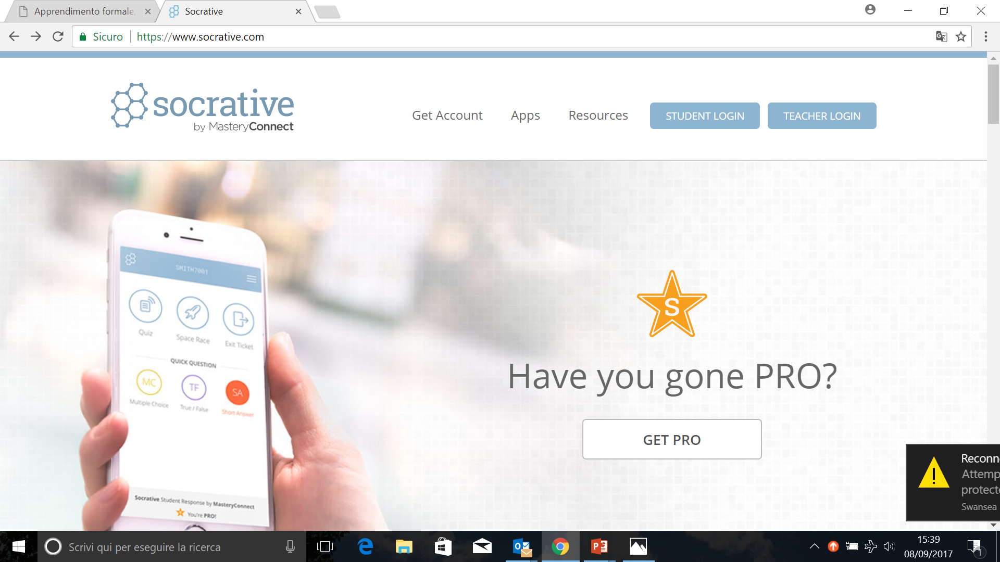 Apprendimento formale,
Socrative
Sicuro
https://www.socrative.com
socrative
by MasteryConnect
Get Account
Apps
Resources
STUDENT LOGIN
TEACHER LOGIN
SMITH7001
Quiz
Space Race
Exit Ticket
QUICK QUESTION
MC
TF
SA
Multiple Choice
True / False
Short Answer
Socrative Student Response by MasteryConnect
You're PRO!
S
Have you gone PRO?
GET PRO
Reconn
Attemp
protecte
Swansea
Scrivi qui per eseguire la ricerca
15:39
08/09/2017
1